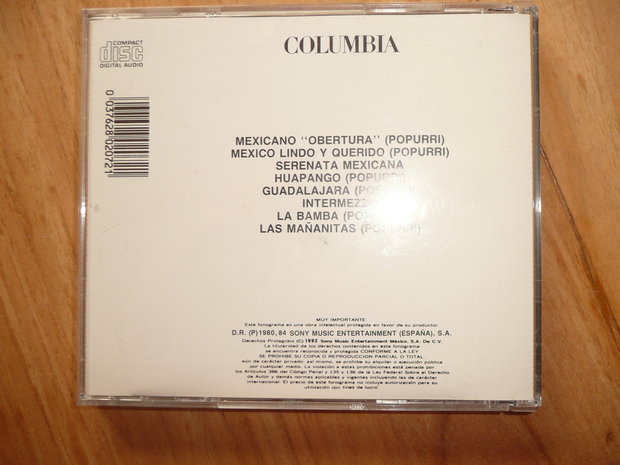 COMPACT
disc
DIGITAL AUDIO
COLUMBIA
0 037628 020721
MEXICANO "OBERTURA" (POPURRI)
MEXICO LINDO Y QUERIDO (POPURRI)
SERENATA MEXICANA
HUAPANGO (POPURRI)
GUADALAJARA
INTERMEZZO
LA BAMBA
LAS MAÑANITAS (POPURRI)
MUY IMPORTANTE
Este fonograma es una obra intelectual protegida en favor de su productor
D.R. (P) 1980, 84 SONY MUSIC ENTERTAINMENT (ESPAÑA), S.A.
Derechos Protegidos (C) 1992 Sony Music Entertainment México, S.A. De C.V.
La titularidad de los derechos contenidos en este fonograma
se encuentra reconocida y protegida CONFORME A LA LEY
SE PROHIBE SU COPIA O REPRODUCCION PARCIAL O TOTAL,
aún de carácter privado: así mismo, se prohibe su alquiler o ejecución pública
por cualquier medio. La violación a estas prohibiciones está penada por
los Artículos 386 del Código Penal y 135 y 136 de la Ley Federal Sobre el Derecho
de Autor y demás normas aplicables y vigentes incluyendo las de carácter
internacional. El precio de este fonograma no incluye autorización para su
utilización con fines de lucro.